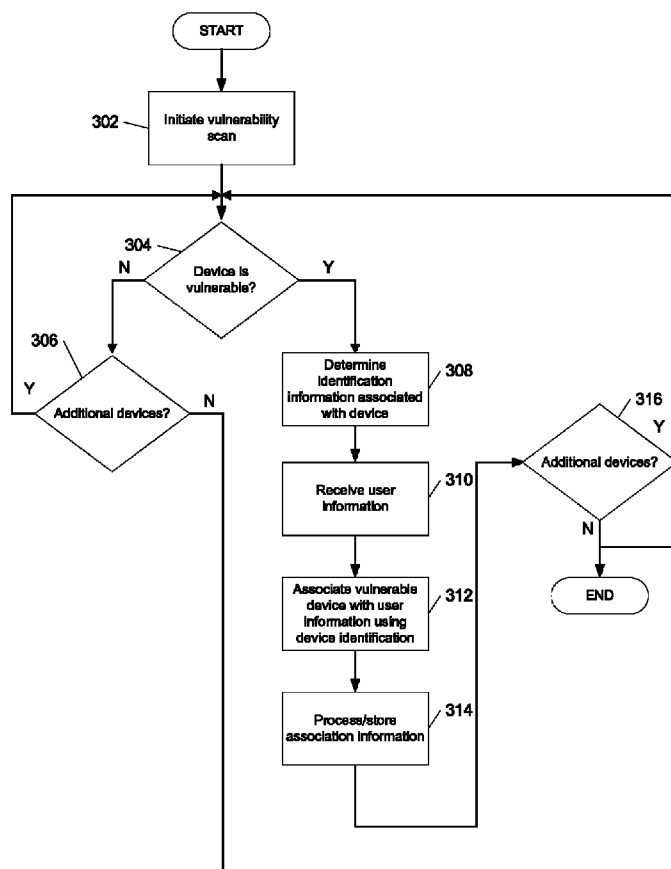 START
302
Initiate vulnerability
scan
304
N
Device is
vulnerable?
Y
306
Y
Additional devices?
N
Determine
identification
information associated
with device
308
316
Y
Additional devices?
N
Receive user
information
310
Associate vulnerable
device with user
information using
device identification
312
END
Process/store
association information
314